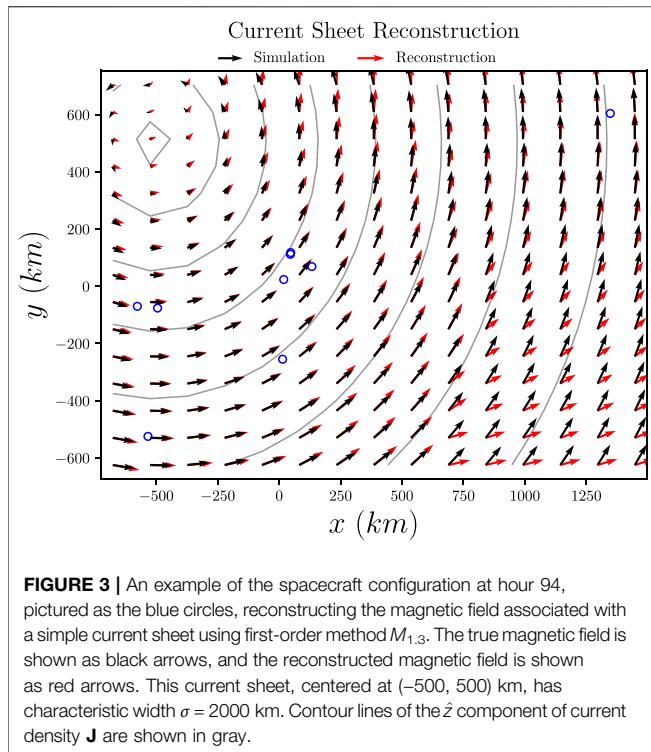 Current Sheet Reconstruction
Simulation Reconstruction
600
400
200
0
−200
−400
−600
y (km)
−500 −250 0 250 500 750 1000 1250
x (km)
FIGURE 3 | An example of the spacecraft configuration at hour 94,
pictured as the blue circles, reconstructing the magnetic field associated with
a simple current sheet using first-order method M1.3. The true magnetic field is
shown as black arrows, and the reconstructed magnetic field is shown
as red arrows. This current sheet, centered at (−500, 500) km, has
characteristic width σ = 2000 km. Contour lines of the ẑ component of current
density J are shown in gray.